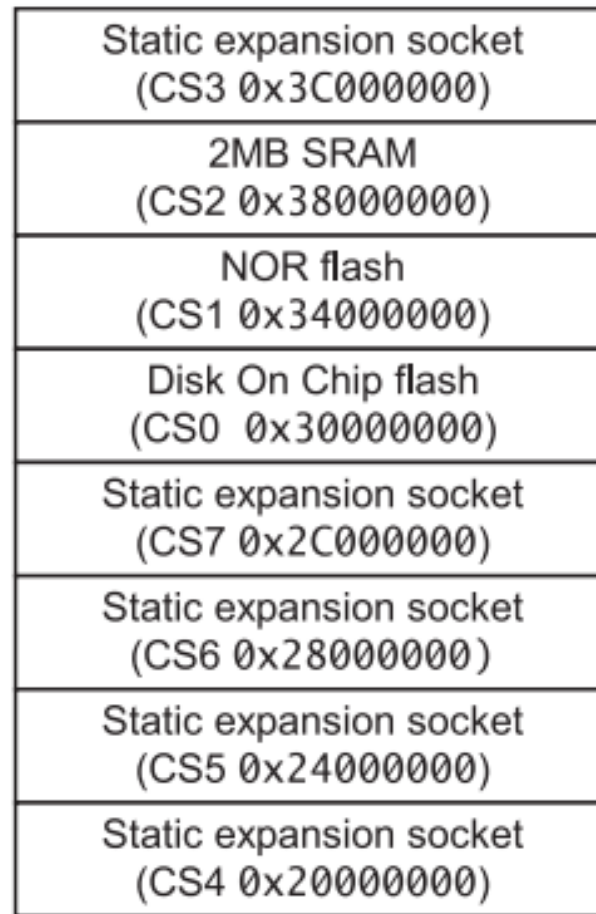 Static expansion socket
(CS3 0x3C000000)
2MB SRAM
(CS2 0x38000000)
NOR flash
(CS1 0x34000000)
Disk On Chip flash
(CS0 0x30000000)
Static expansion socket
(CS7 0x2C000000)
Static expansion socket
(CS6 0x28000000)
Static expansion socket
(CS5 0x24000000)
Static expansion socket
(CS4 0x20000000)